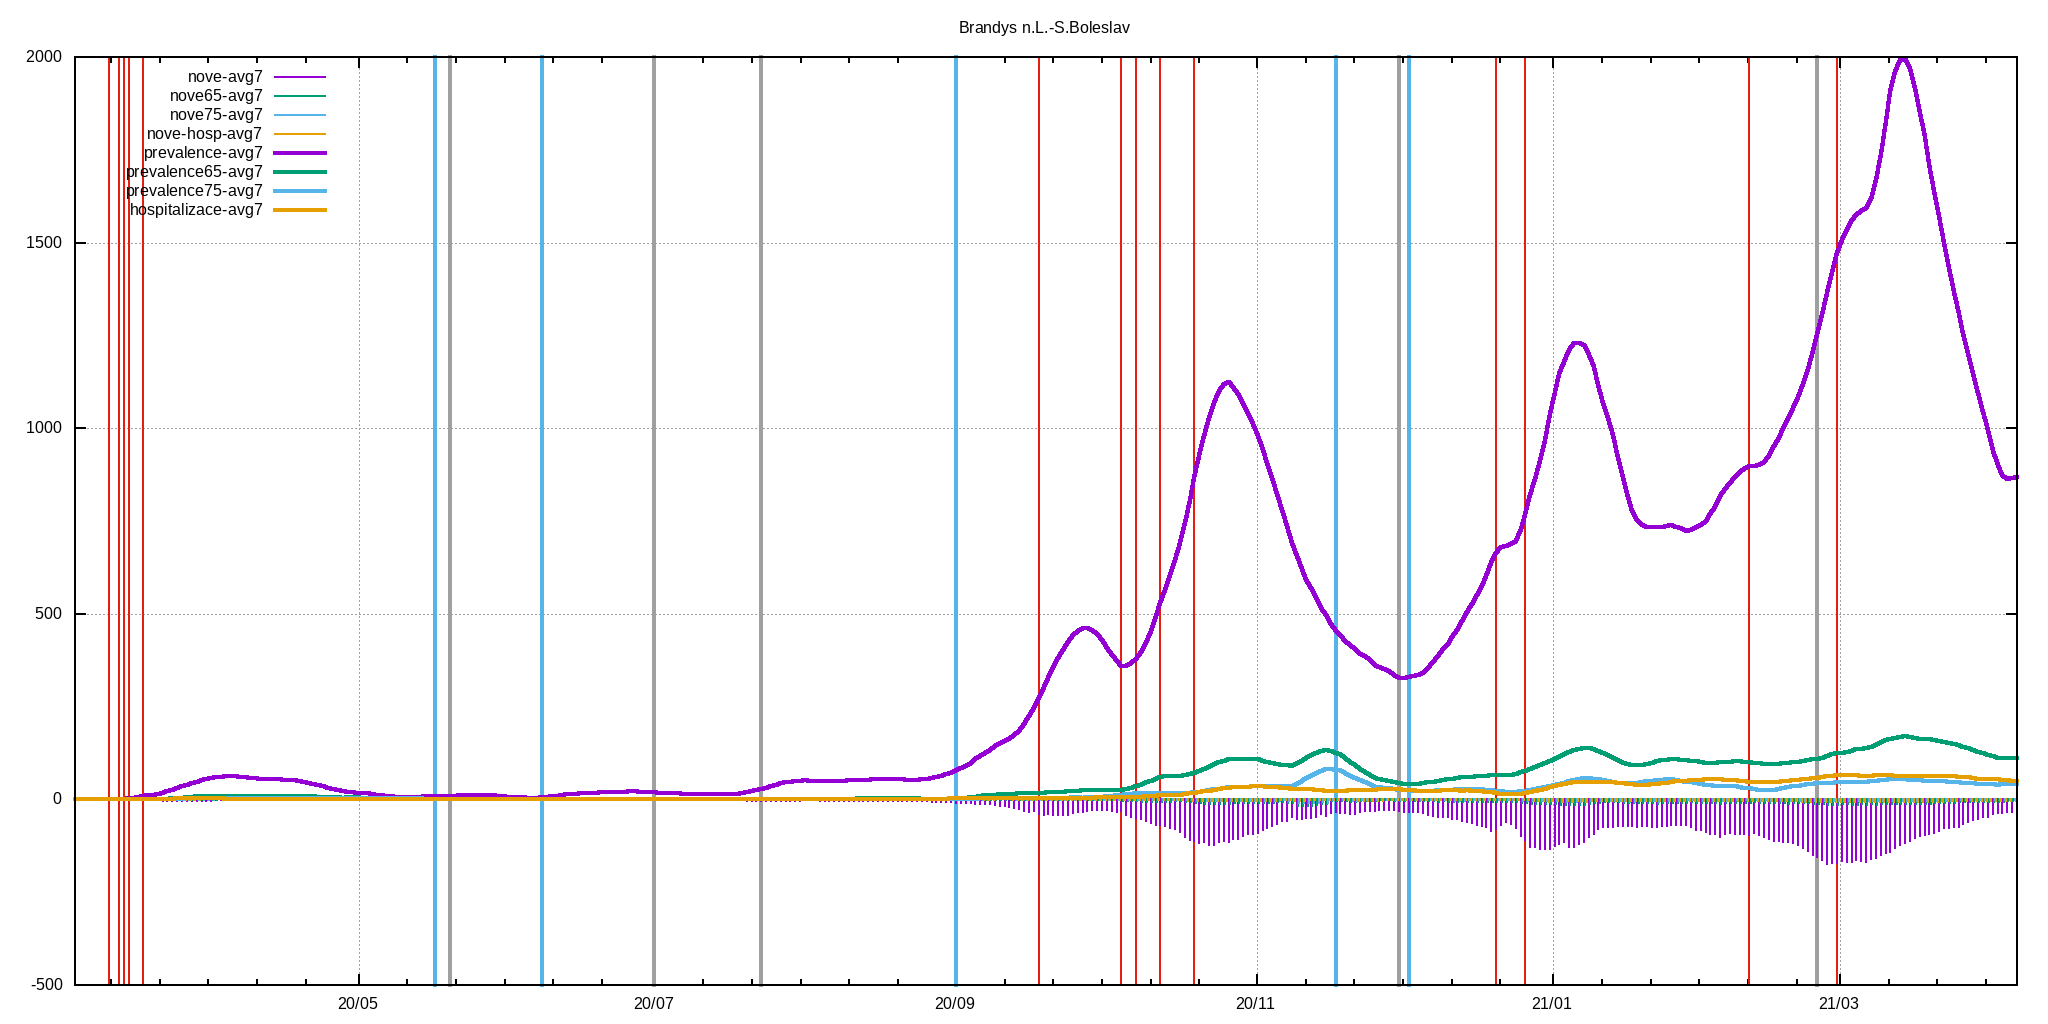 Brandys n.L.-S.Boleslav
2000
nove-avg7
nove65-avg7
nove75-avg7
nove-hosp-avg7
prevalence-avg7
prevalence65-avg7
prevalence75-avg7
hospitalizace-avg7
1500
1000
500
0
-500
20/05 20/07 20/09 20/11 21/01 21/03